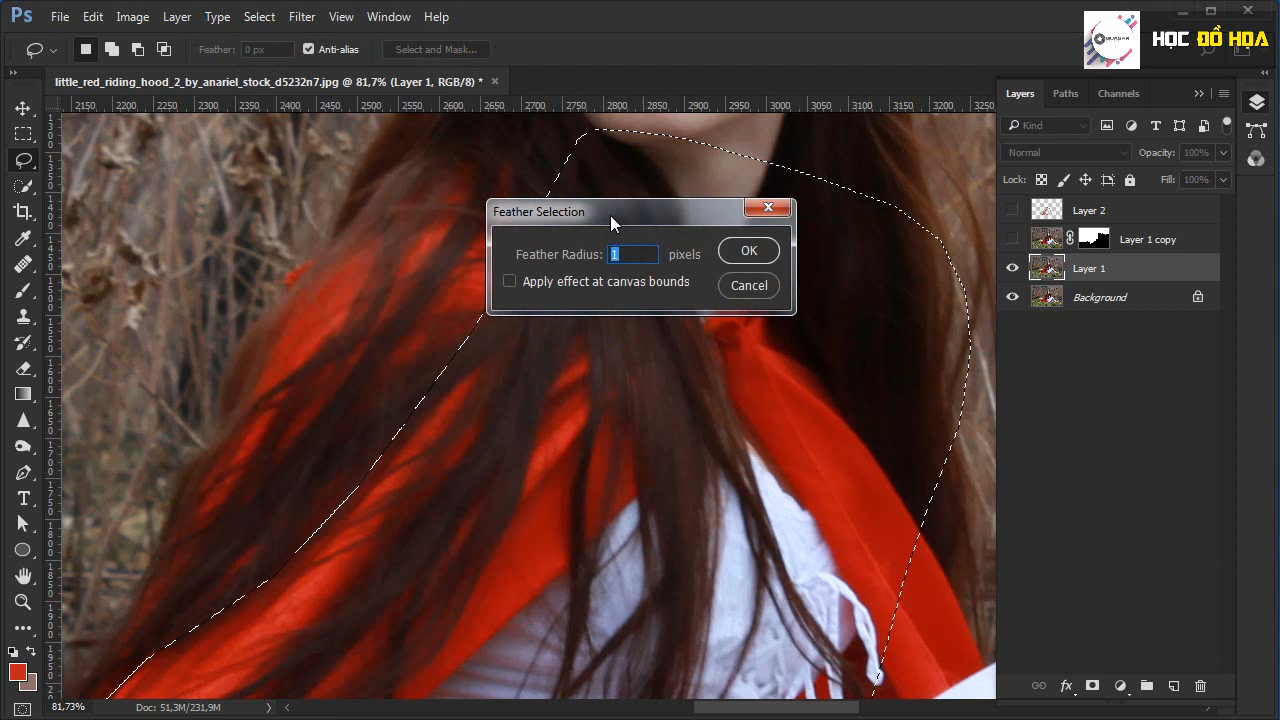 Ps File Edit Image Layer Type Select Filter View Window Help
HỌC ĐỒ HỌA
Feather: 0 px Anti-alias Select and Mask...
little_red_riding_hood_2_by_anariel_stock_d5232n7.jpg @ 81,7% (Layer 1, RGB/8) *
Layers Paths Channels
2150 2200 2250 2300 2350 2400 2450 2500 2550 2600 2650 2700 2750 2800 2850 2900 2950 3000 3050 3100 3150 3200 3250
Kind
Normal Opacity: 100%
Lock: Fill: 100%
Layer 2
Layer 1 copy
Layer 1
Background
Feather Selection
Feather Radius: 1 pixels OK
Apply effect at canvas bounds Cancel
81,73% Doc: 51,3M/231,9M